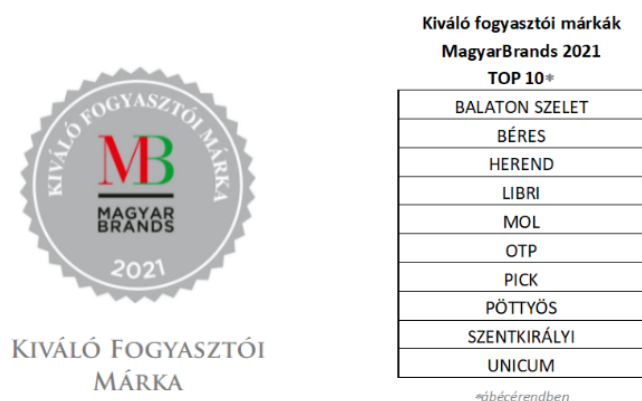 KIVÁLÓ FOGYASZTÓI MÁRKA
MB
MAGYAR
BRANDS
2021
KIVÁLÓ FOGYASZTÓI
MÁRKA
Kiváló fogyasztói márkák
MagyarBrands 2021
TOP 10*
BALATON SZELET
BÉRES
HEREND
LIBRI
MOL
OTP
PICK
PÖTTYÖS
SZENTKIRÁLYI
UNICUM
*ábécérendben